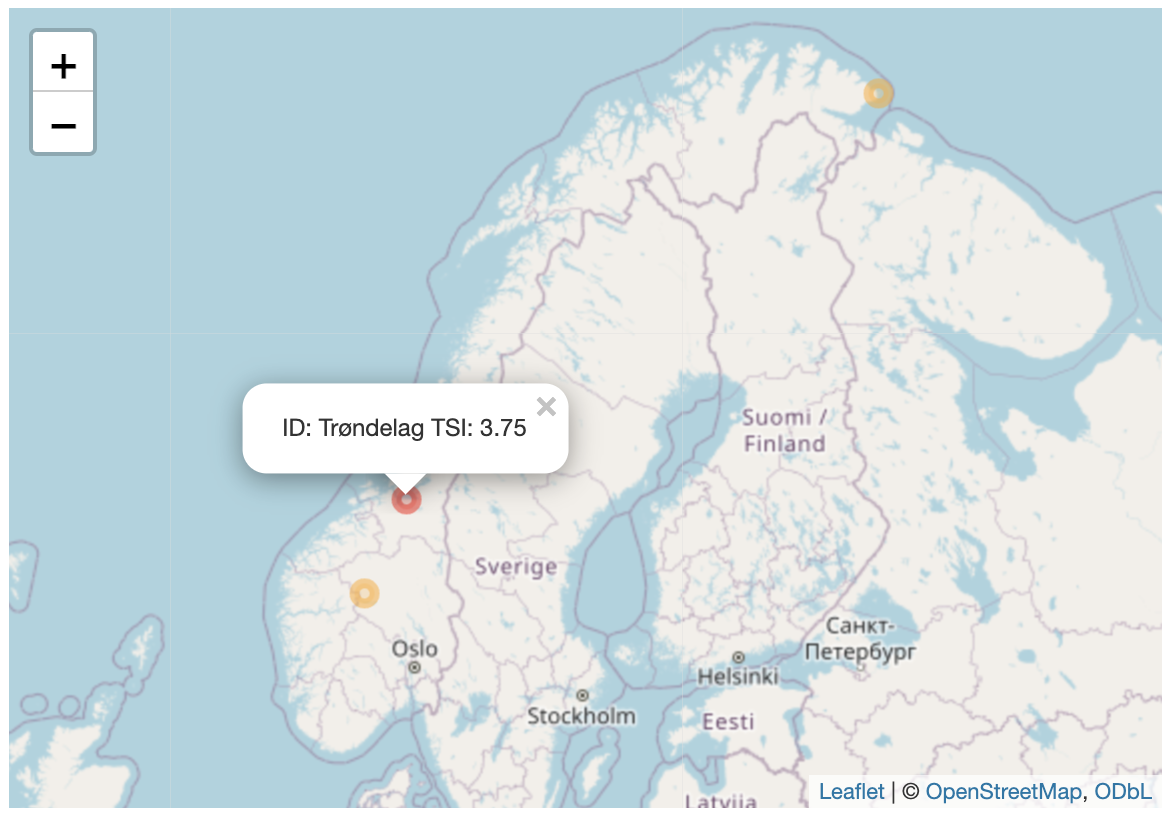 +
−
ID: Trøndelag TSI: 3.75
×
Suomi /
Finland
Sverige
Oslo
Санкт-
Петербург
Helsinki
Stockholm
Eesti
Latvija
Leaflet | © OpenStreetMap, ODbL